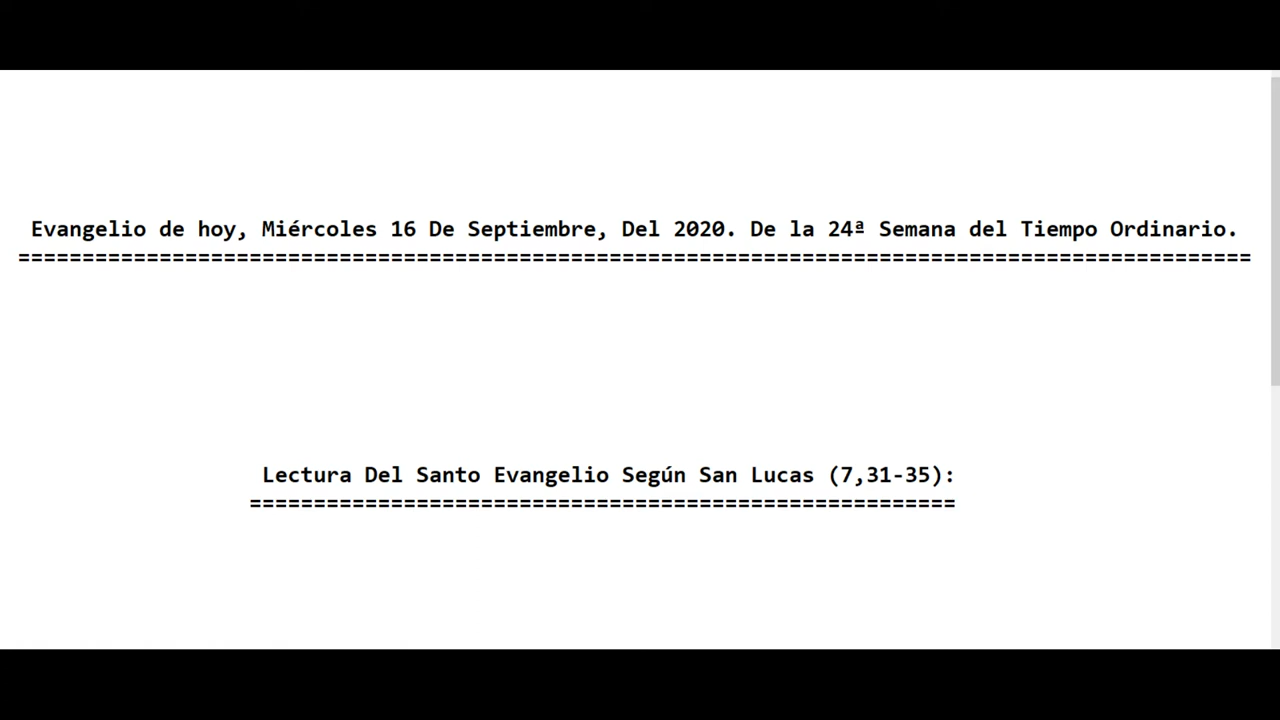 Evangelio de hoy, Miércoles 16 De Septiembre, Del 2020. De la 24ª Semana del Tiempo Ordinario.
================================================================================================
Lectura Del Santo Evangelio Según San Lucas (7,31-35):
=======================================================